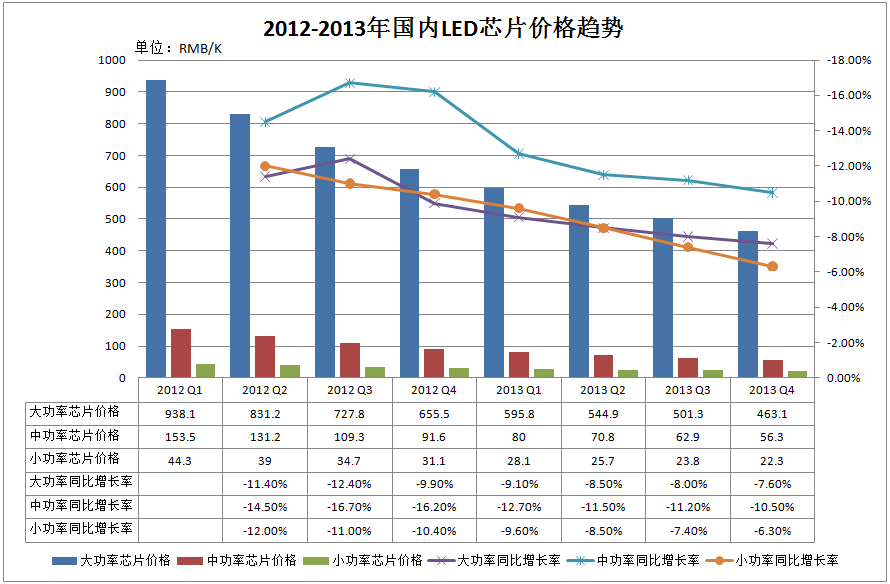 2012-2013年国内LED芯片价格趋势
单位：RMB/K
1000 -18.00%
900 -16.00%
800 -14.00%
700 -12.00%
600 -10.00%
500 -8.00%
400 -6.00%
300 -4.00%
200 -2.00%
100 0.00%
0
2012 Q1 2012 Q2 2012 Q3 2012 Q4 2013 Q1 2013 Q2 2013 Q3 2013 Q4
大功率芯片价格 938.1 831.2 727.8 655.5 595.8 544.9 501.3 463.1
中功率芯片价格 153.5 131.2 109.3 91.6 80 70.8 62.9 56.3
小功率芯片价格 44.3 39 34.7 31.1 28.1 25.7 23.8 22.3
大功率同比增长率 -11.40% -12.40% -9.90% -9.10% -8.50% -8.00% -7.60%
中功率同比增长率 -14.50% -16.70% -16.20% -12.70% -11.50% -11.20% -10.50%
小功率同比增长率 -12.00% -11.00% -10.40% -9.60% -8.50% -7.40% -6.30%
大功率芯片价格 中功率芯片价格 小功率芯片价格 大功率同比增长率 中功率同比增长率 小功率同比增长率